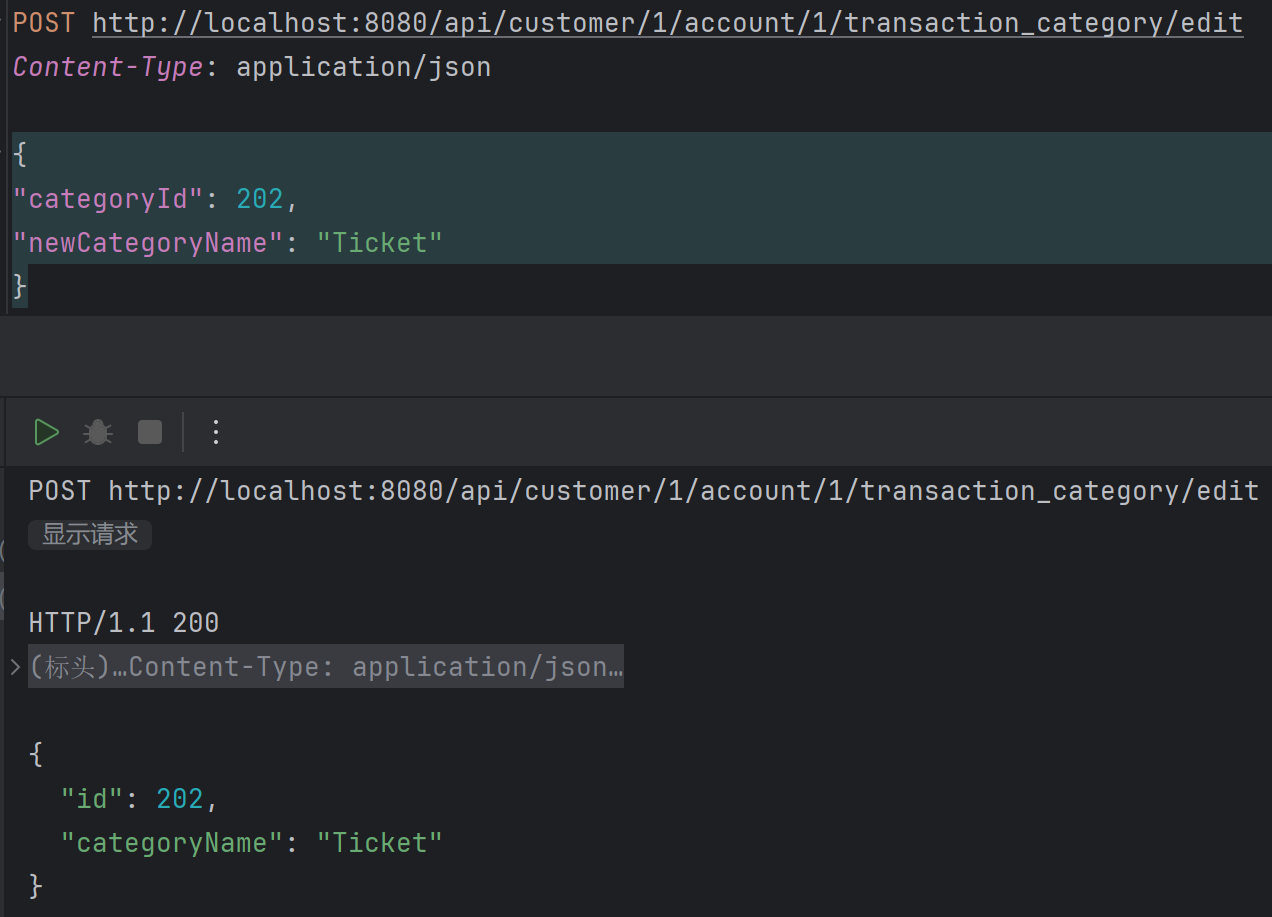 POST http://localhost:8080/api/customer/1/account/1/transaction_category/edit
Content-Type: application/json
{
"categoryId": 202,
"newCategoryName": "Ticket"
}
POST http://localhost:8080/api/customer/1/account/1/transaction_category/edit
显示请求
HTTP/1.1 200
(标头)…Content-Type: application/json…
{
"id": 202,
"categoryName": "Ticket"
}